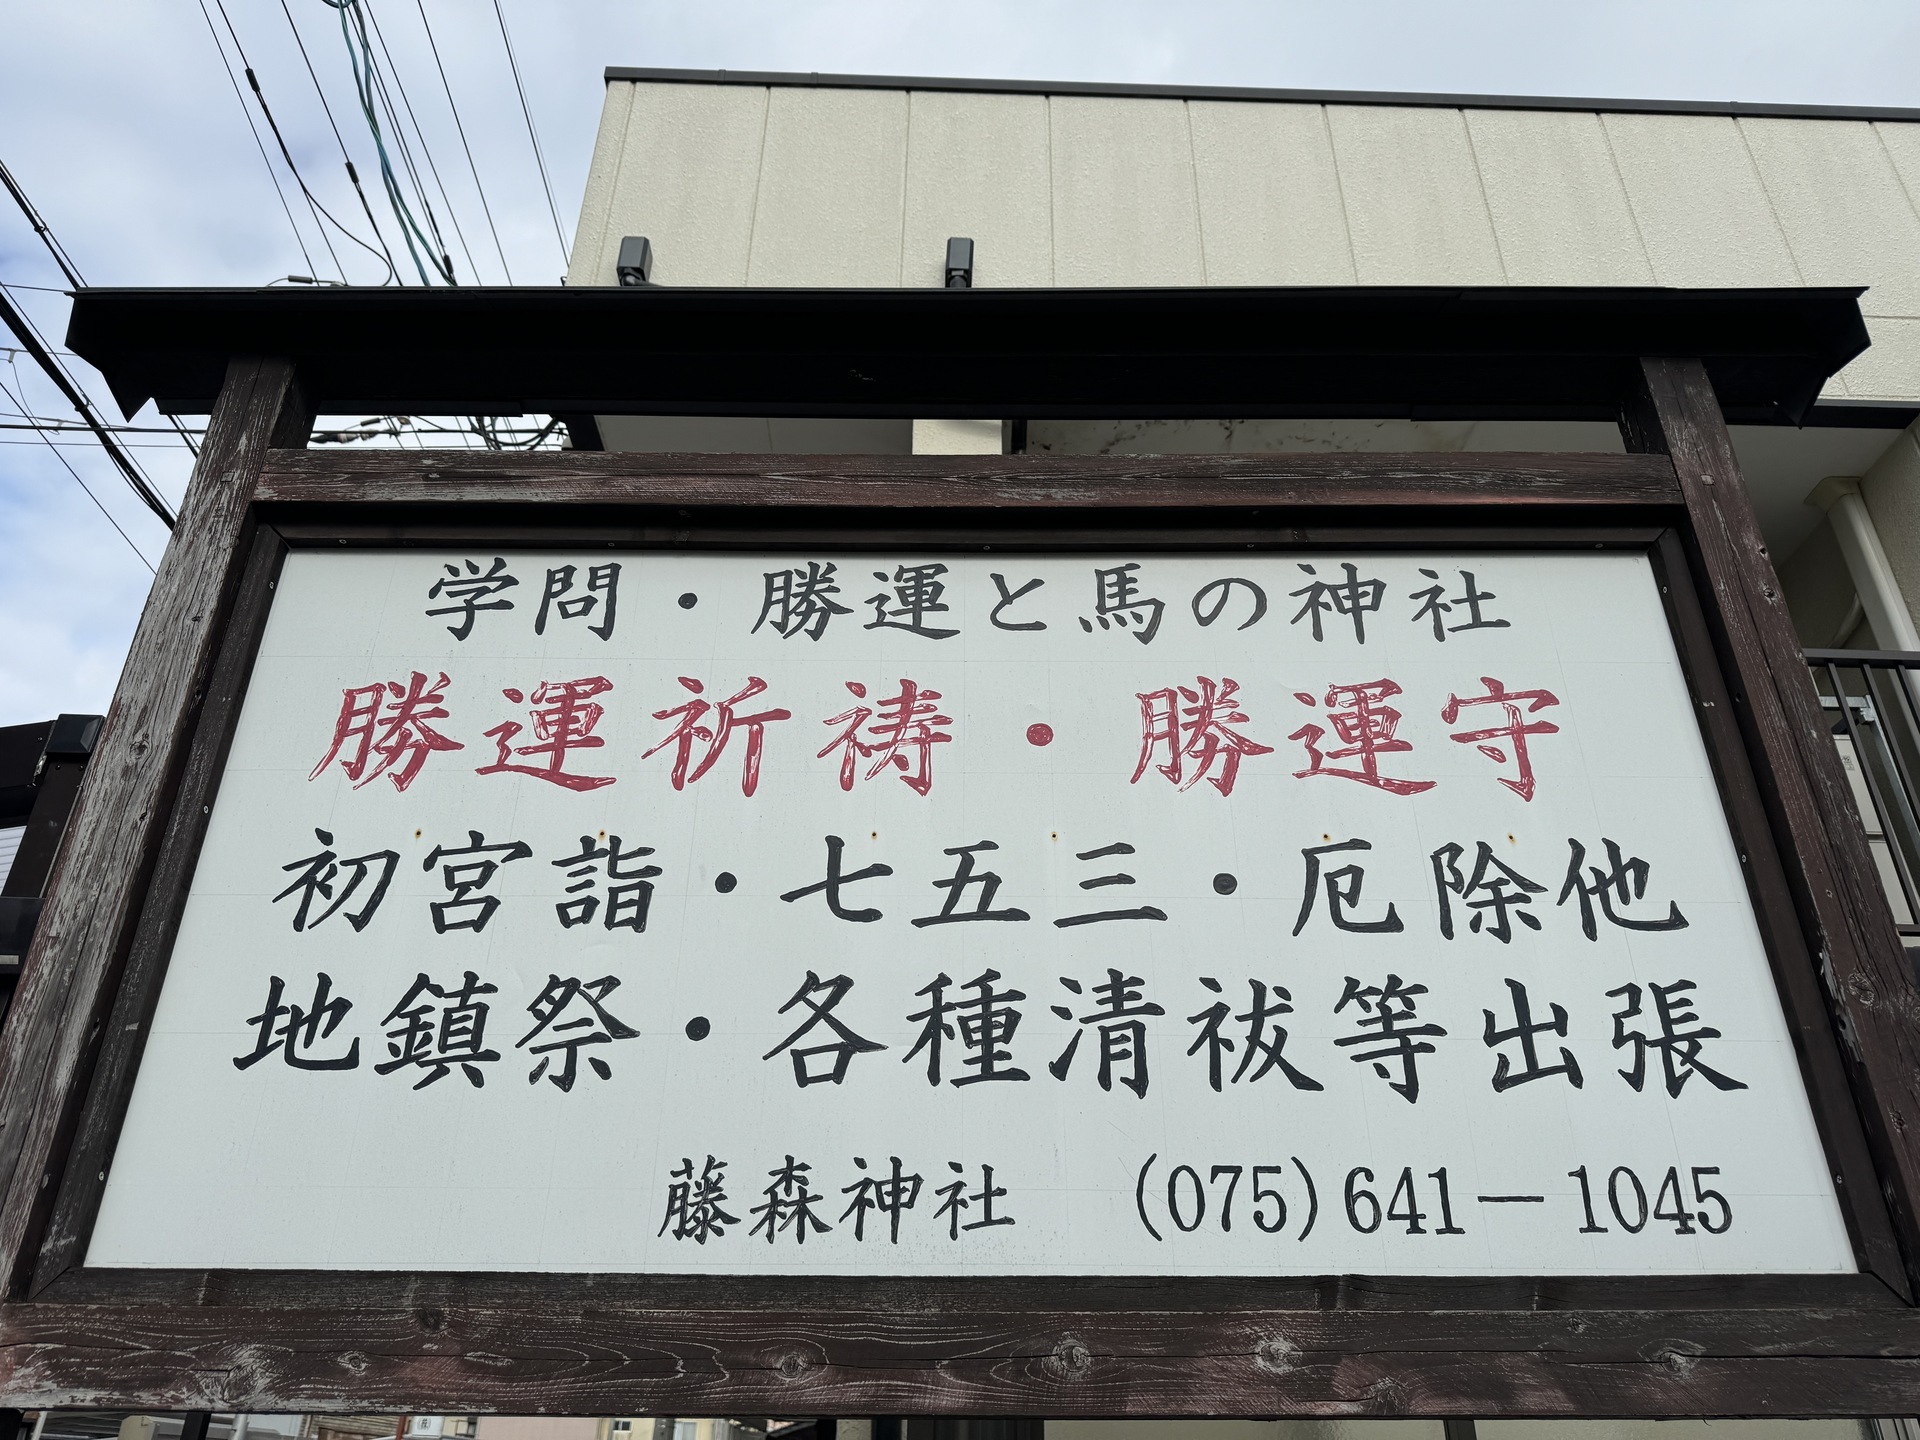 学問・勝運と馬の神社
勝運祈祷・勝運守
初宮詣・七五三・厄除他
地鎮祭・各種清祓等出張
藤森神社 (075)641－1045